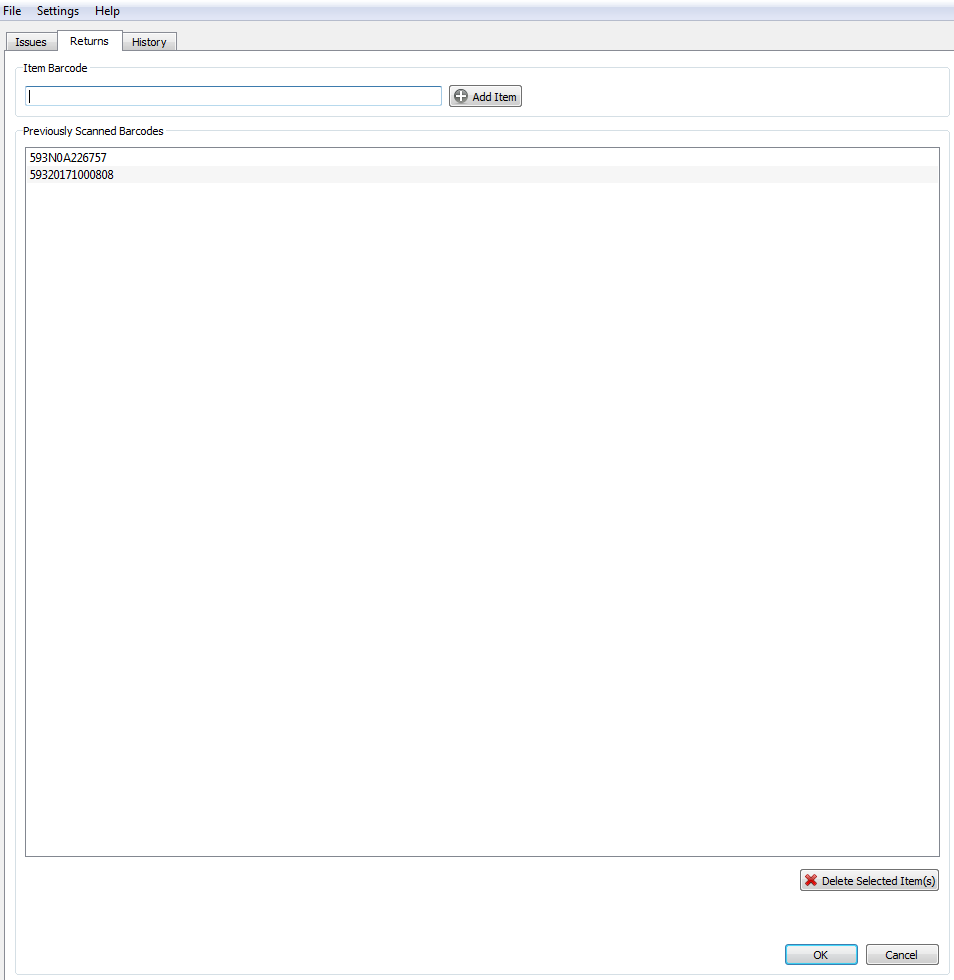 File Settings Help
Issues Returns History
Item Barcode
Add Item
Previously Scanned Barcodes
593N0A226757
59320171000808
Delete Selected Item(s)
OK Cancel